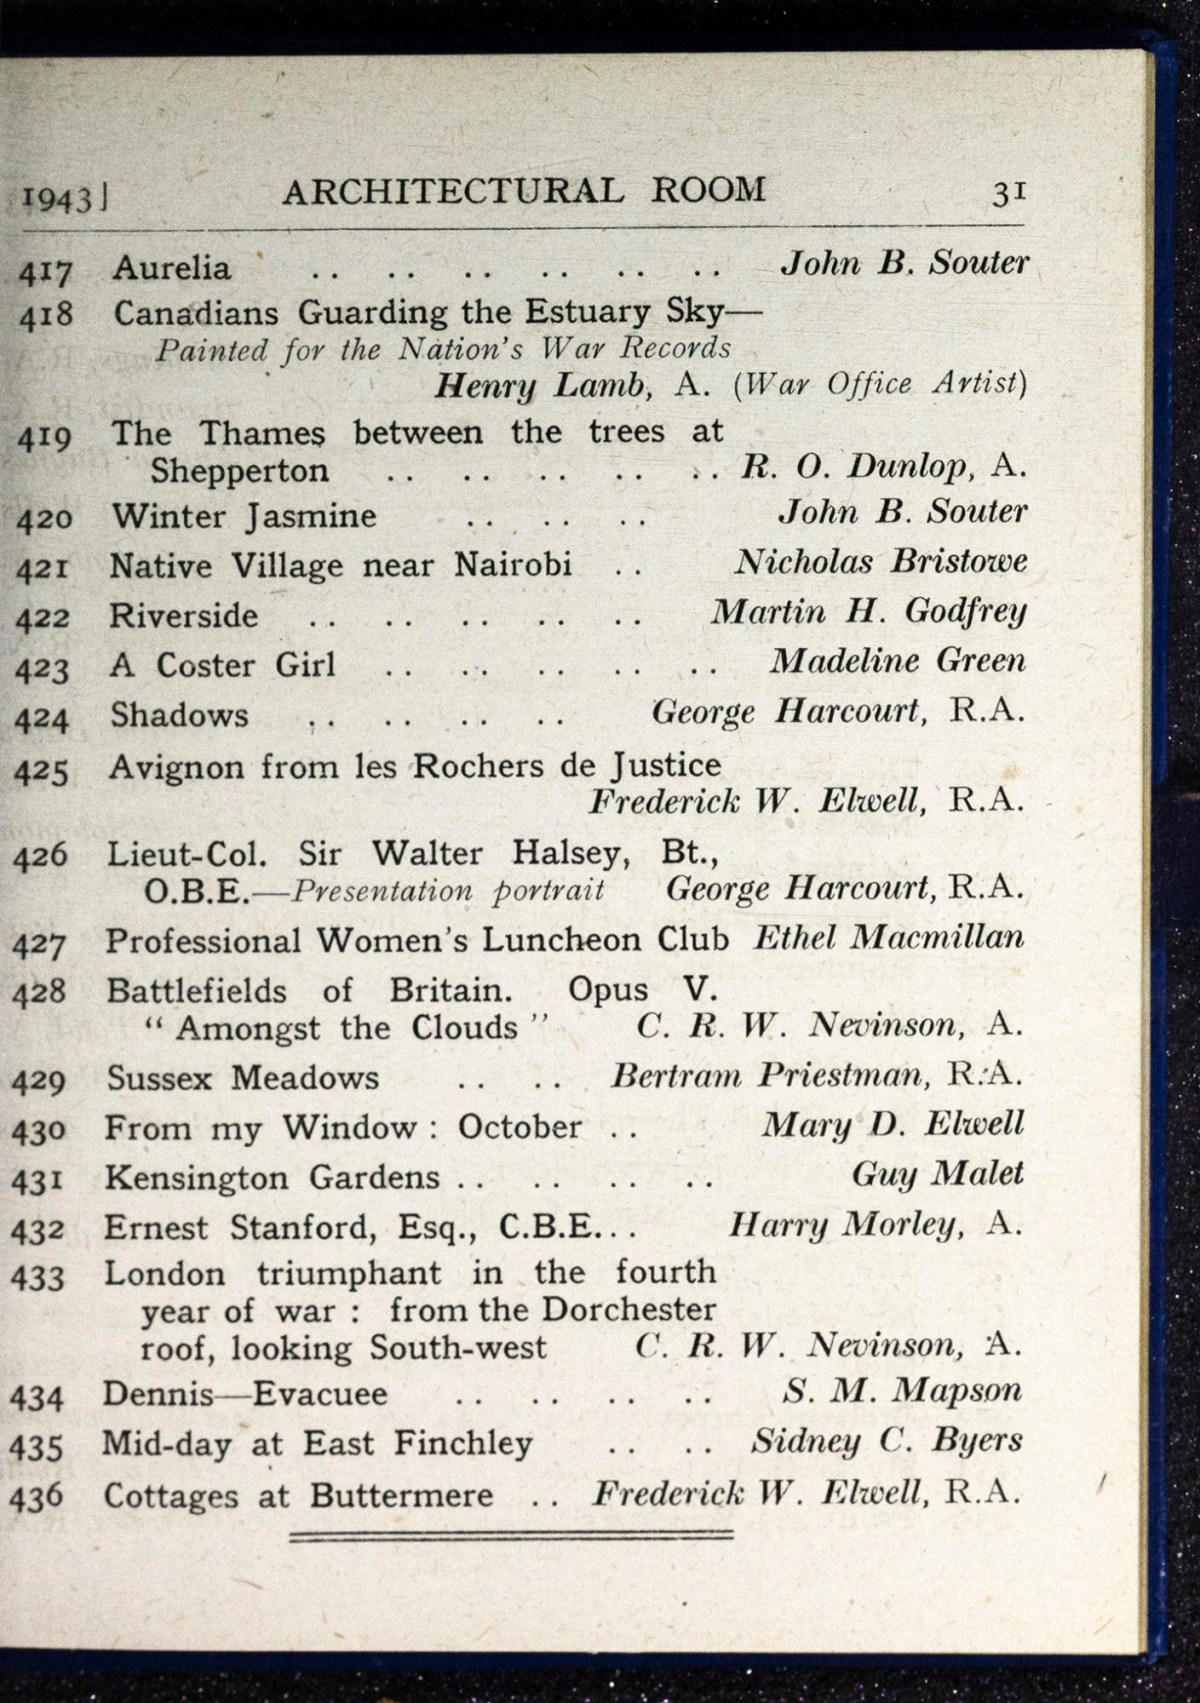 1943] ARCHITECTURAL ROOM 31
417 Aurelia .. .. .. .. .. .. John B. Souter
418 Canadians Guarding the Estuary Sky—
Painted for the Nation's War Records
Henry Lamb, A. (War Office Artist)
419 The Thames between the trees at
Shepperton .. .. .. .. .. R. O. Dunlop, A.
420 Winter Jasmine .. .. .. John B. Souter
421 Native Village near Nairobi .. Nicholas Bristowe
422 Riverside .. .. .. .. .. Martin H. Godfrey
423 A Coster Girl .. .. .. .. .. Madeline Green
424 Shadows .. .. .. .. George Harcourt, R.A.
425 Avignon from les Rochers de Justice
Frederick W. Elwell, R.A.
426 Lieut-Col. Sir Walter Halsey, Bt.,
O.B.E.—Presentation portrait George Harcourt, R.A.
427 Professional Women's Luncheon Club Ethel Macmillan
428 Battlefields of Britain. Opus V.
“ Amongst the Clouds ” C. R. W. Nevinson, A.
429 Sussex Meadows .. .. Bertram Priestman, R.A.
430 From my Window : October .. Mary D. Elwell
431 Kensington Gardens .. .. .. .. Guy Malet
432 Ernest Stanford, Esq., C.B.E... Harry Morley, A.
433 London triumphant in the fourth
year of war : from the Dorchester
roof, looking South-west C. R. W. Nevinson, A.
434 Dennis—Evacuee .. .. .. .. S. M. Mapson
435 Mid-day at East Finchley .. .. Sidney C. Byers
436 Cottages at Buttermere .. Frederick W. Elwell, R.A.